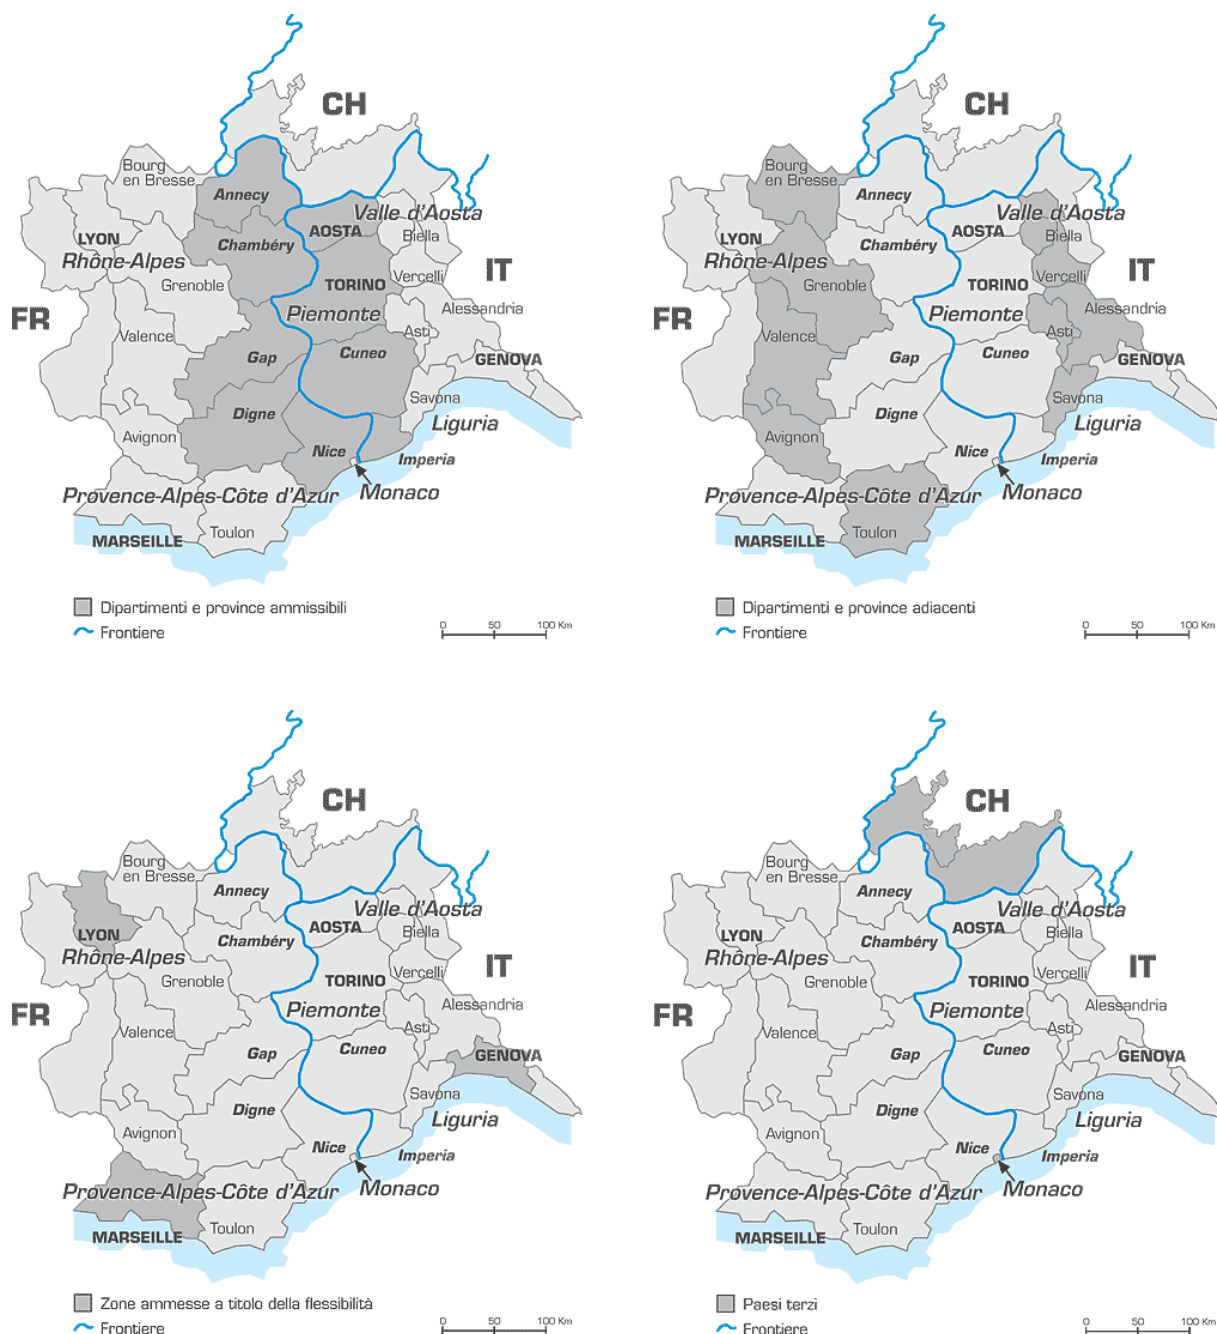 CH
Bourg
en Bresse
Annecy
Valle d'Aosta
AOSTA
Biella
LYON
Chambéry
Rhône-Alpes
IT
Vercelli
Grenoble
TORINO
Alessandria
FR
Piemonte
Asti
Valence
Gap
Cuneo
GENOVA
Savona
Digne
Liguria
Avignon
Nice
Imperia
Provence-Alpes-Côte d'Azur
Monaco
Toulon
MARSEILLE
Dipartimenti e province ammissibili
Frontiere
0 50 100 Km
CH
Bourg
en Bresse
Annecy
Valle d'Aosta
AOSTA
Biella
LYON
Chambéry
Rhône-Alpes
IT
Vercelli
Grenoble
TORINO
Alessandria
FR
Piemonte
Asti
Valence
Gap
Cuneo
GENOVA
Savona
Digne
Liguria
Avignon
Nice
Imperia
Provence-Alpes-Côte d'Azur
Monaco
Toulon
MARSEILLE
Dipartimenti e province adiacenti
Frontiere
0 50 100 Km
CH
Bourg
en Bresse
Annecy
Valle d'Aosta
AOSTA
Biella
LYON
Chambéry
Rhône-Alpes
IT
Vercelli
Grenoble
TORINO
Alessandria
FR
Piemonte
Asti
Valence
Gap
Cuneo
GENOVA
Savona
Digne
Liguria
Avignon
Nice
Imperia
Provence-Alpes-Côte d'Azur
Monaco
Toulon
MARSEILLE
Zone ammesse a titolo della flessibilità
Frontiere
0 50 100 Km
CH
Bourg
en Bresse
Annecy
Valle d'Aosta
AOSTA
Biella
LYON
Chambéry
Rhône-Alpes
IT
Vercelli
Grenoble
TORINO
Alessandria
FR
Piemonte
Asti
Valence
Gap
Cuneo
GENOVA
Savona
Digne
Liguria
Avignon
Nice
Imperia
Provence-Alpes-Côte d'Azur
Monaco
Toulon
MARSEILLE
Paesi terzi
Frontiere
0 50 100 Km